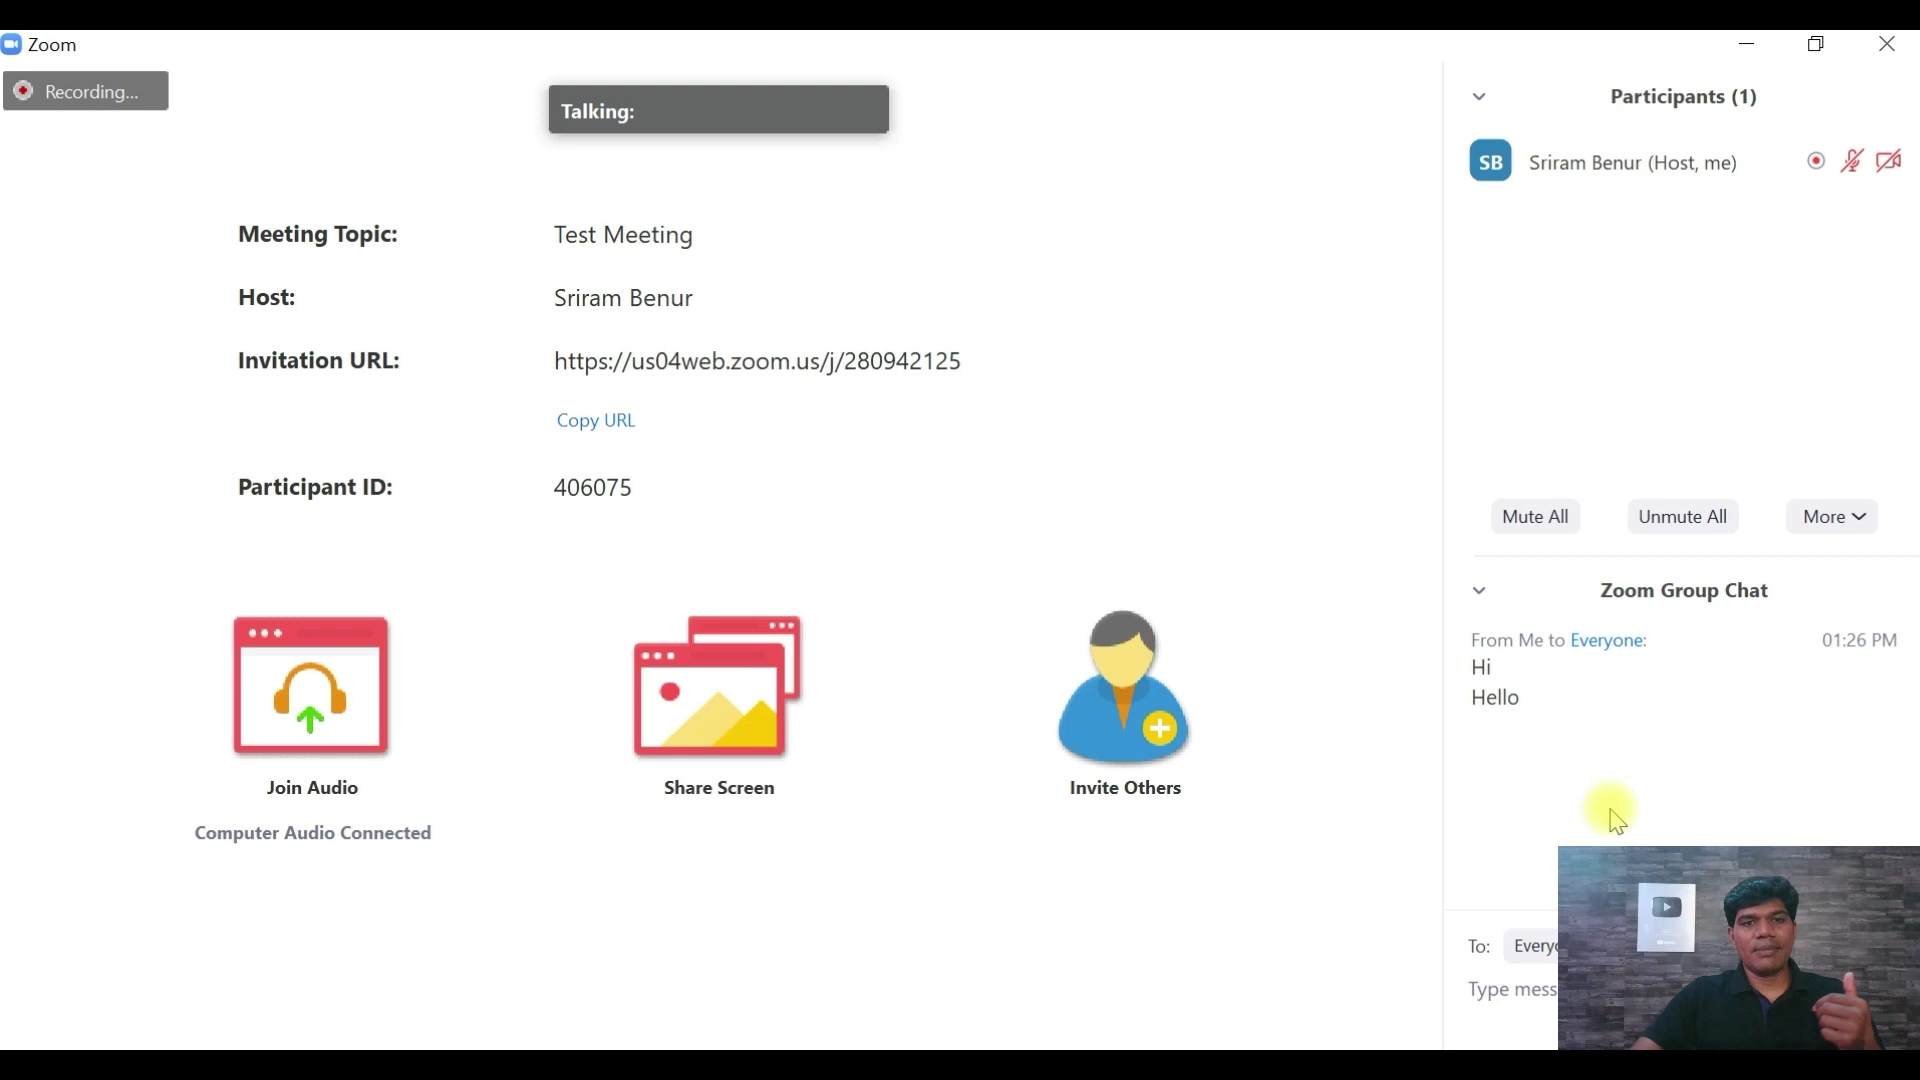 Zoom
Recording...
Talking:
Meeting Topic: Test Meeting
Host: Sriram Benur
Invitation URL: https://us04web.zoom.us/j/280942125
Copy URL
Participant ID: 406075
Join Audio
Computer Audio Connected
Share Screen
Invite Others
Participants (1)
SB Sriram Benur (Host, me)
Mute All Unmute All More
Zoom Group Chat
From Me to Everyone: 01:26 PM
Hi
Hello
To: Everyo
Type mess